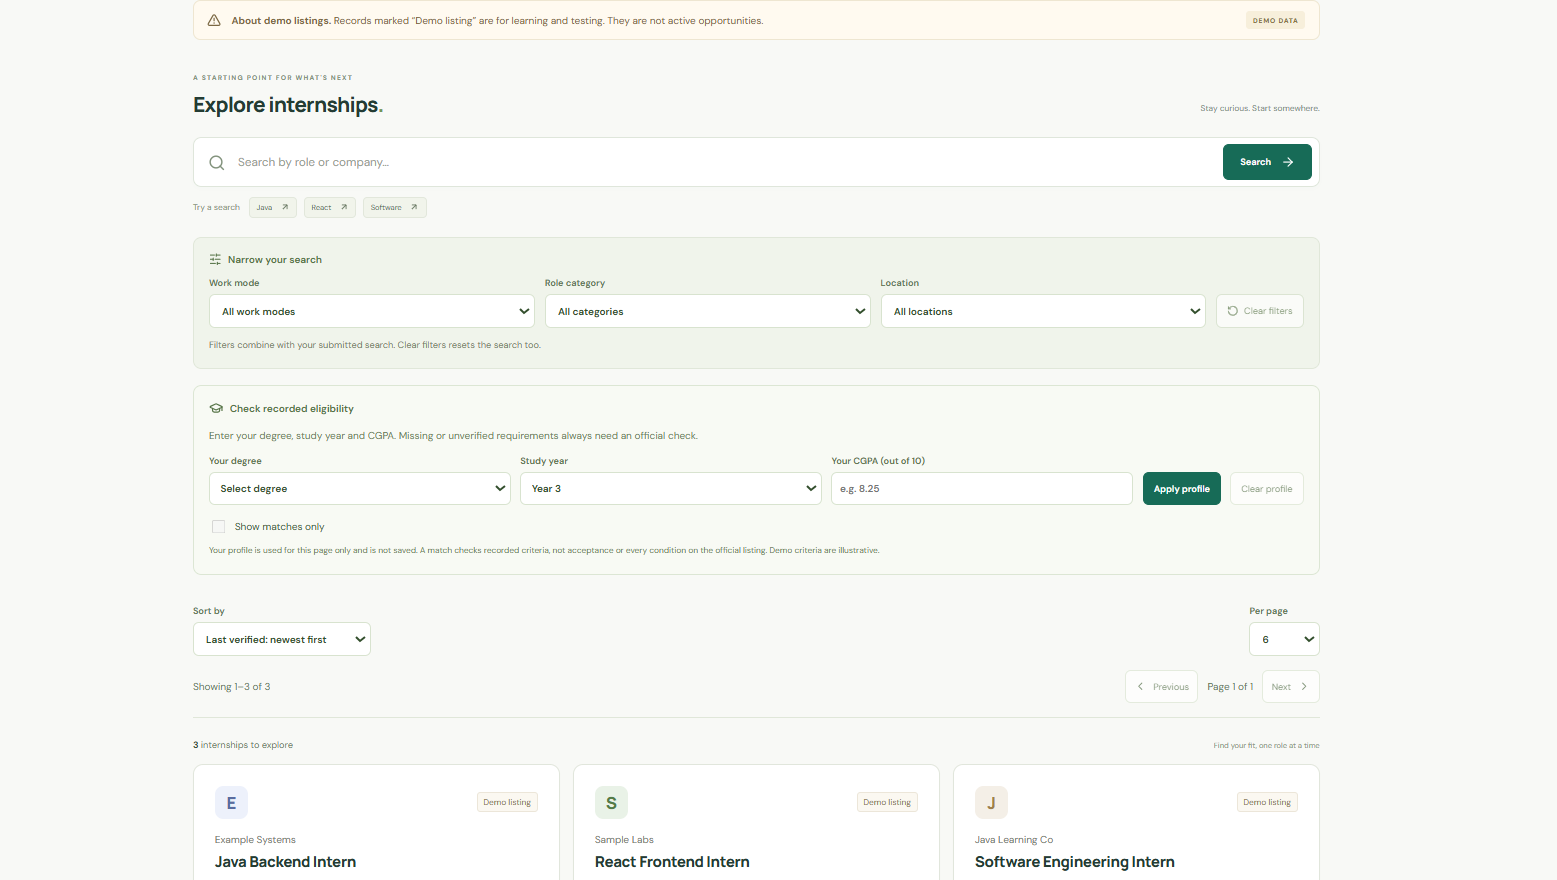 About demo listings. Records marked "Demo listing" are for learning and testing. They are not active opportunities. DEMO DATA
A STARTING POINT FOR WHAT'S NEXT
Explore internships.
Stay curious. Start somewhere.
Search by role or company...
Search
Try a search Java React Software
Narrow your search
Work mode Role category Location
All work modes All categories All locations Clear filters
Filters combine with your submitted search. Clear filters resets the search too.
Check recorded eligibility
Enter your degree, study year and CGPA. Missing or unverified requirements always need an official check.
Your degree Study year Your CGPA (out of 10)
Select degree Year 3 e.g. 8.25 Apply profile Clear profile
Show matches only
Your profile is used for this page only and is not saved. A match checks recorded criteria, not acceptance or every condition on the official listing. Demo criteria are illustrative.
Sort by Per page
Last verified: newest first 6
Showing 1–3 of 3 Previous Page 1 of 1 Next
3 internships to explore Find your fit, one role at a time
E Demo listing S Demo listing J Demo listing
Example Systems Sample Labs Java Learning Co
Java Backend Intern React Frontend Intern Software Engineering Intern